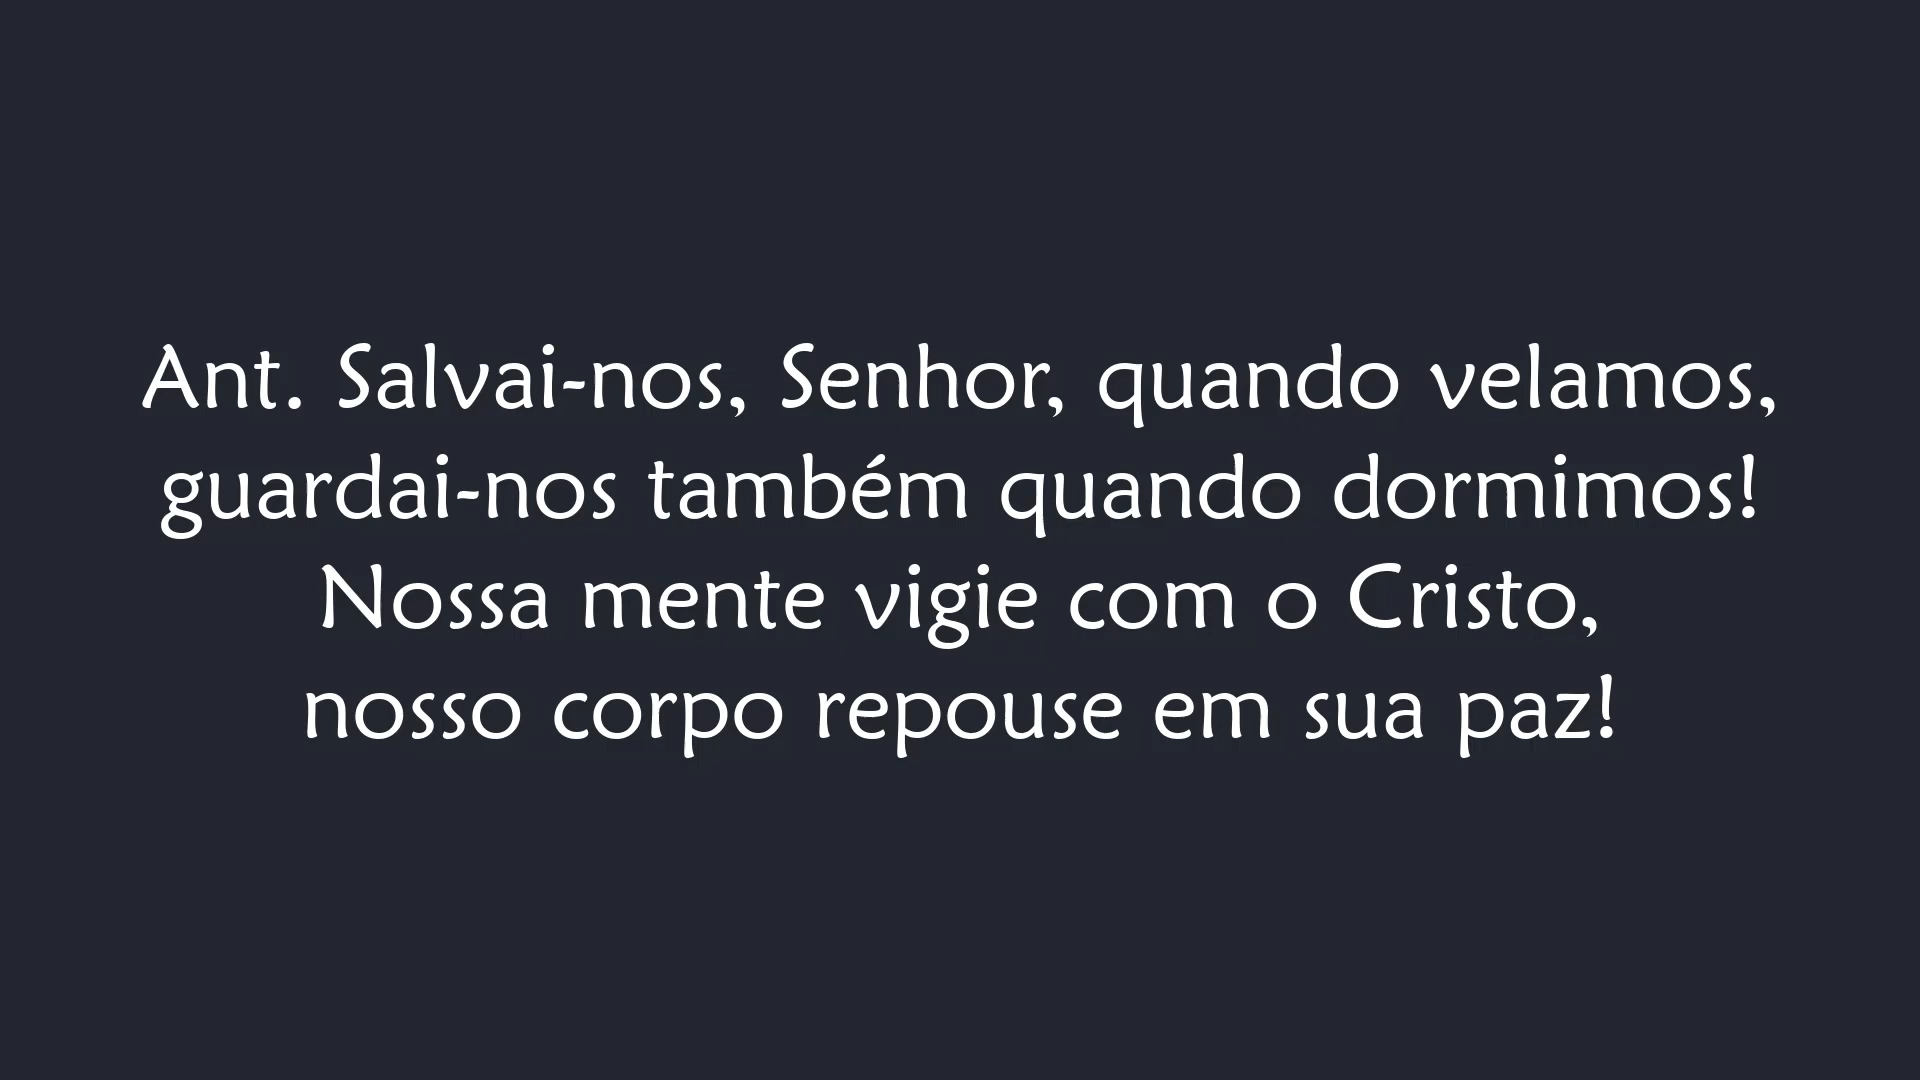 Ant. Salvai-nos, Senhor, quando velamos,
guardai-nos também quando dormimos!
Nossa mente vigie com o Cristo,
nosso corpo repouse em sua paz!